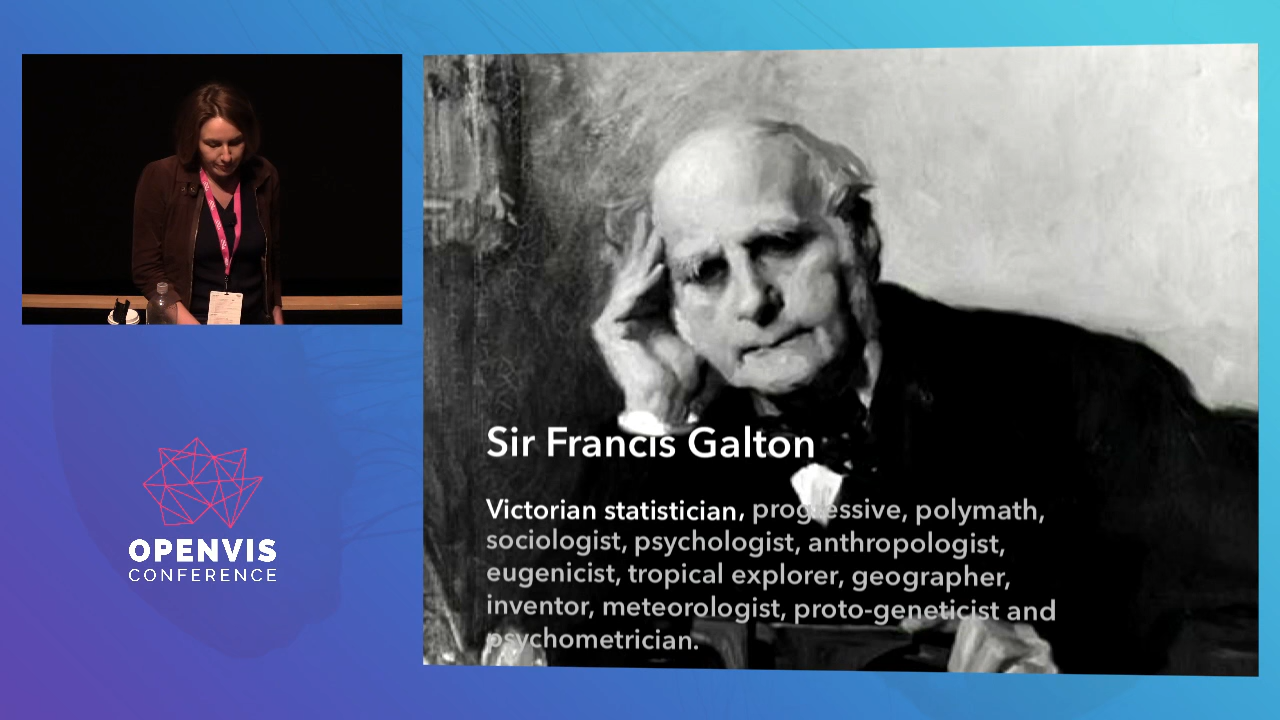 Sir Francis Galton
Victorian statistician, progressive, polymath,
sociologist, psychologist, anthropologist,
eugenicist, tropical explorer, geographer,
inventor, meteorologist, proto-geneticist and
psychometrician.
OPENVIS
CONFERENCE